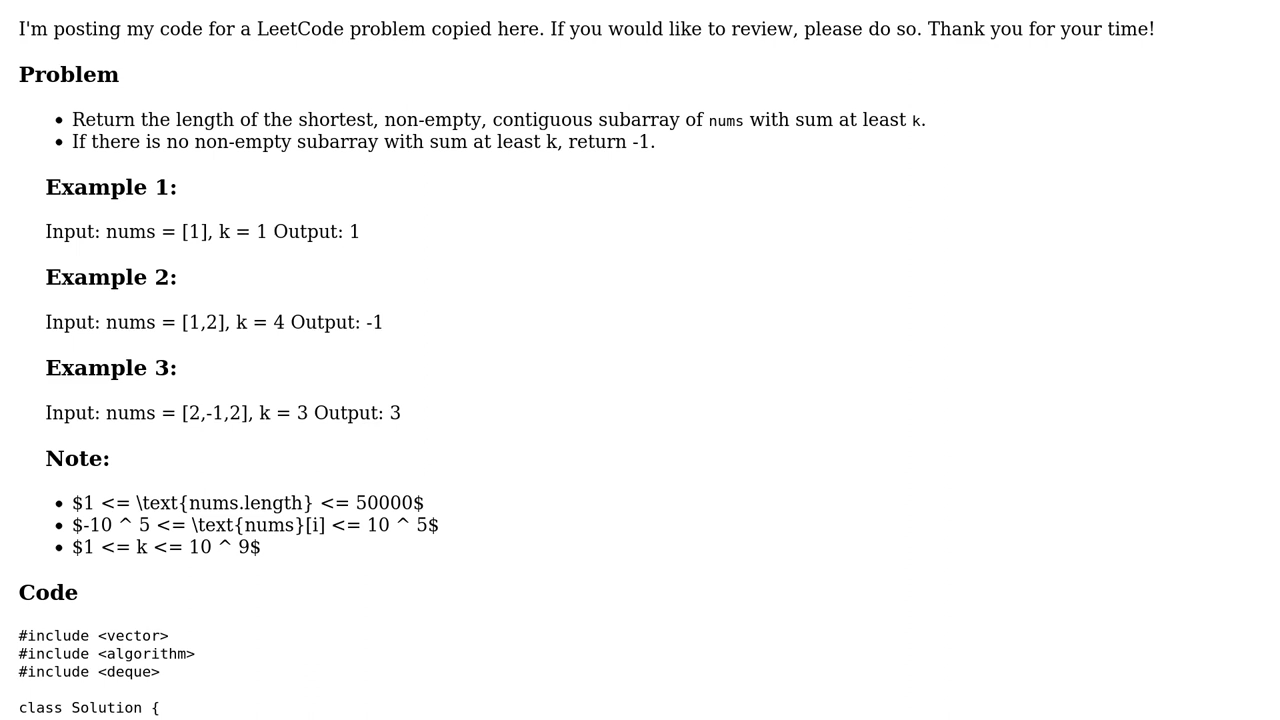 I'm posting my code for a LeetCode problem copied here. If you would like to review, please do so. Thank you for your time!
Problem
• Return the length of the shortest, non-empty, contiguous subarray of nums with sum at least k.
• If there is no non-empty subarray with sum at least k, return -1.
Example 1:
Input: nums = [1], k = 1 Output: 1
Example 2:
Input: nums = [1,2], k = 4 Output: -1
Example 3:
Input: nums = [2,-1,2], k = 3 Output: 3
Note:
• $1 <= \text{nums.length} <= 50000$
• $-10 ^ 5 <= \text{nums}[i] <= 10 ^ 5$
• $1 <= k <= 10 ^ 9$
Code
#include <vector>
#include <algorithm>
#include <deque>
class Solution {